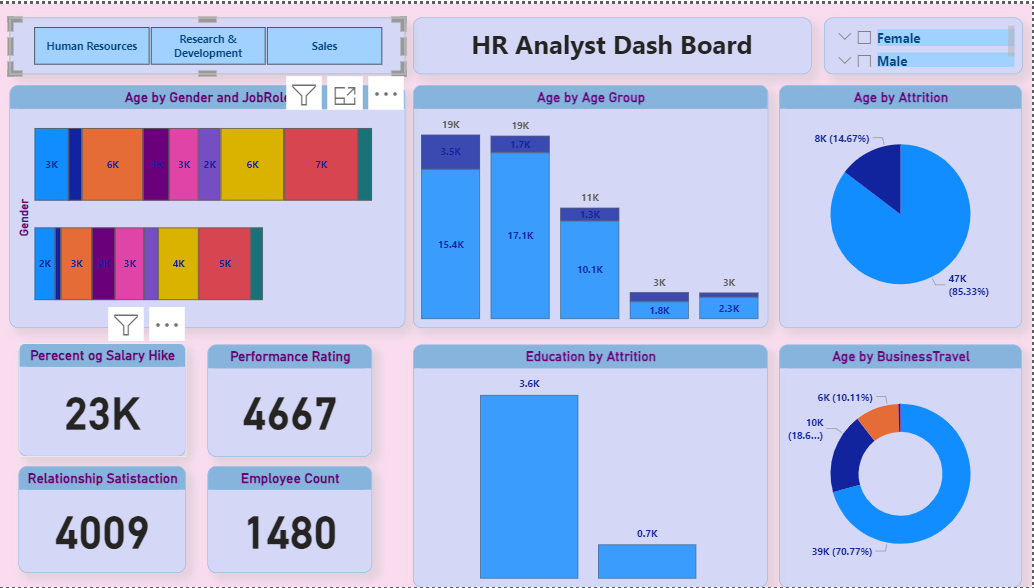 Human Resources
Research &
Development
Sales
HR Analyst Dash Board
Female
Male
Age by Gender and JobRole
Age by Age Group
Age by Attrition
Gender
3K
6K
3K
2K
6K
7K
2K
3K
3K
4K
5K
19K
3.5K
15.4K
19K
1.7K
17.1K
11K
1.3K
10.1K
3K
1.8K
3K
2.3K
8K (14.67%)
47K
(85.33%)
Perecent og Salary Hike
23K
Performance Rating
4667
Relationship Satistaction
4009
Employee Count
1480
Education by Attrition
3.6K
0.7K
Age by BusinessTravel
6K (10.11%)
10K
(18.6...)
39K (70.77%)